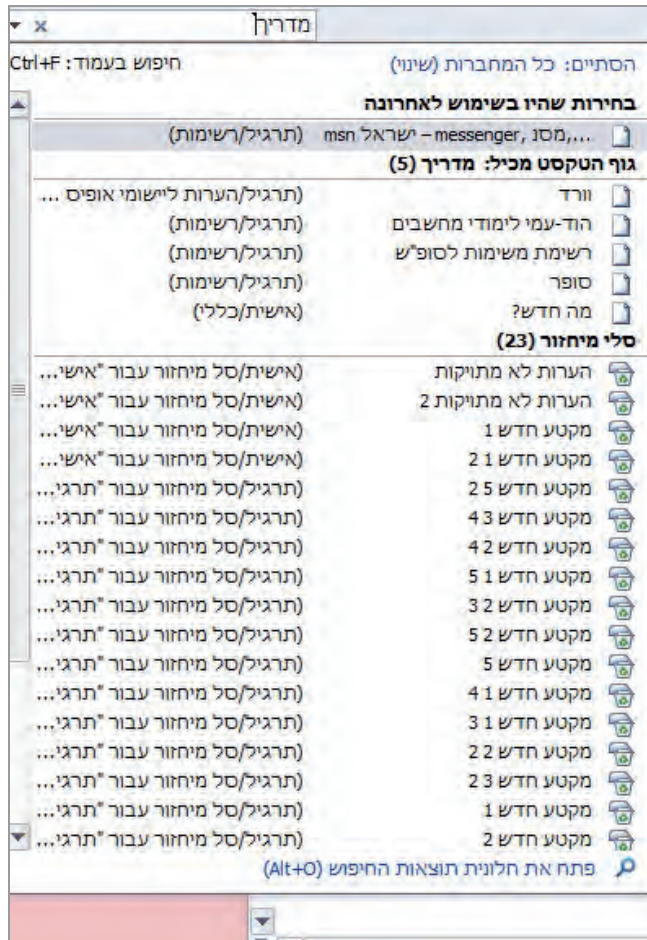 מדריך
הסתיים: כל המחברות (שינוי) חיפוש בעמוד: Ctrl+F
בחירות שהיו בשימוש לאחרונה
...,מסנ ,messenger – ישראל msn (תרגיל/רשימות)
גוף הטקסט מכיל: מדריך (5)
וורד (תרגיל/הערות ליישומי אופיס ...
הוד-עמי לימודי מחשבים (תרגיל/רשימות)
רשימת משימות לסופ"ש (תרגיל/רשימות)
סופר (תרגיל/רשימות)
מה חדש? (אישית/כללי)
סלי מיחזור (23)
הערות לא מתויקות (אישית/סל מיחזור עבור "אישי...
הערות לא מתויקות 2 (אישית/סל מיחזור עבור "אישי...
מקטע חדש 1 (אישית/סל מיחזור עבור "אישי...
מקטע חדש 1 2 (אישית/סל מיחזור עבור "אישי...
מקטע חדש 5 2 (תרגיל/סל מיחזור עבור "תרגי...
מקטע חדש 3 4 (תרגיל/סל מיחזור עבור "תרגי...
מקטע חדש 2 4 (תרגיל/סל מיחזור עבור "תרגי...
מקטע חדש 1 5 (תרגיל/סל מיחזור עבור "תרגי...
מקטע חדש 2 3 (תרגיל/סל מיחזור עבור "תרגי...
מקטע חדש 2 5 (תרגיל/סל מיחזור עבור "תרגי...
מקטע חדש 5 (תרגיל/סל מיחזור עבור "תרגי...
מקטע חדש 1 4 (תרגיל/סל מיחזור עבור "תרגי...
מקטע חדש 1 3 (תרגיל/סל מיחזור עבור "תרגי...
מקטע חדש 2 2 (תרגיל/סל מיחזור עבור "תרגי...
מקטע חדש 3 2 (תרגיל/סל מיחזור עבור "תרגי...
מקטע חדש 1 (תרגיל/סל מיחזור עבור "תרגי...
מקטע חדש 2 (תרגיל/סל מיחזור עבור "תרגי...
פתח את חלונית תוצאות החיפוש (Alt+O)